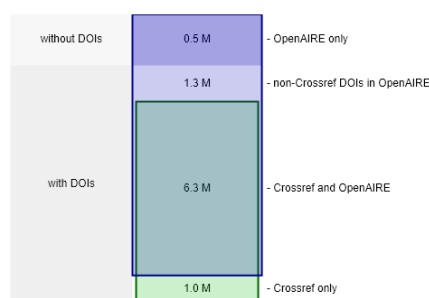 without DOIs 0.5 M - OpenAIRE only
1.3 M - non-Crossref DOIs in OpenAIRE
with DOIs 6.3 M - Crossref and OpenAIRE
1.0 M - Crossref only